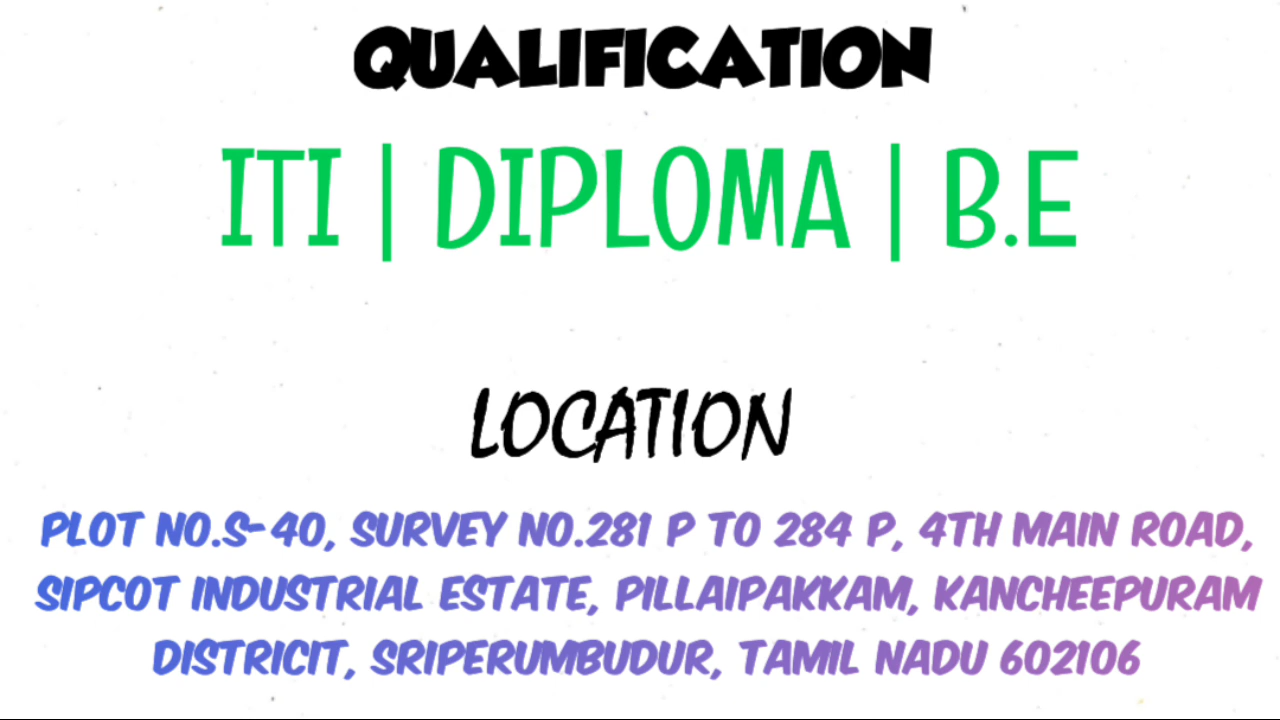 QUALIFICATION
ITI | DIPLOMA | B.E
LOCATION
PLOT NO.S-40, SURVEY NO.281 P TO 284 P, 4TH MAIN ROAD,
SIPCOT INDUSTRIAL ESTATE, PILLAIPAKKAM, KANCHEEPURAM
DISTRICIT, SRIPERUMBUDUR, TAMIL NADU 602106